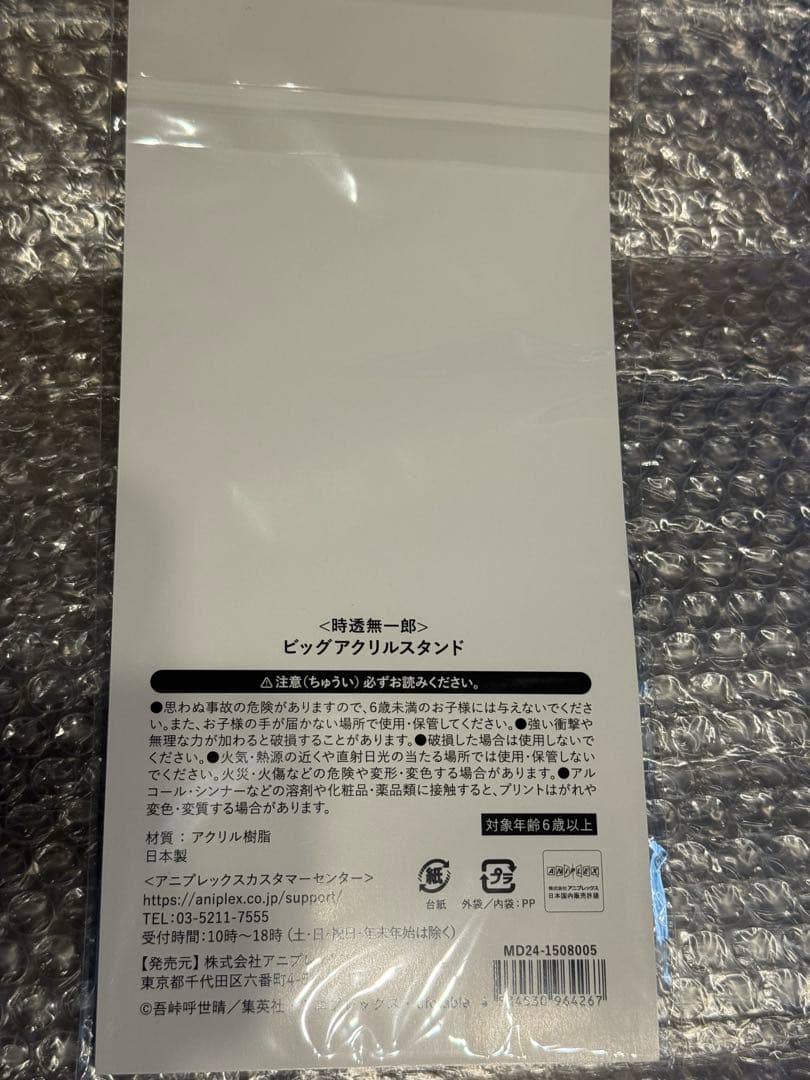 <時透無一郎>
ビッグアクリルスタンド
⚠注意(ちゅうい)必ずお読みください。
●思わぬ事故の危険がありますので、6歳未満のお子様には与えないでくださ
い。また、お子様の手が届かない場所で使用・保管してください。●強い衝撃や
無理な力が加わると破損することがあります。●破損した場合は使用しないで
ください。●火気・熱源の近くや直射日光の当たる場所では使用・保管しない
でください。火災・火傷などの危険や変形・変色する場合があります。●アル
コール・シンナーなどの溶剤や化粧品・薬品類に接触すると、プリントはがれや
変色・変質する場合があります。
対象年齢6歳以上
材質:アクリル樹脂
日本製
<アニプレックスカスタマーセンター>
https://aniplex.co.jp/support/
TEL:03-5211-7555
受付時間:10時〜18時(土・日・祝日・年末年始は除く)
紙
台紙
プラ
外袋/内袋:PP
ANIPLEX
株式会社アニプレックス
日本国内販売許諾
MD24-1508005
【発売元】株式会社アニプレ
東京都千代田区六番町4-
530 964267
©吾峠呼世晴/集英社